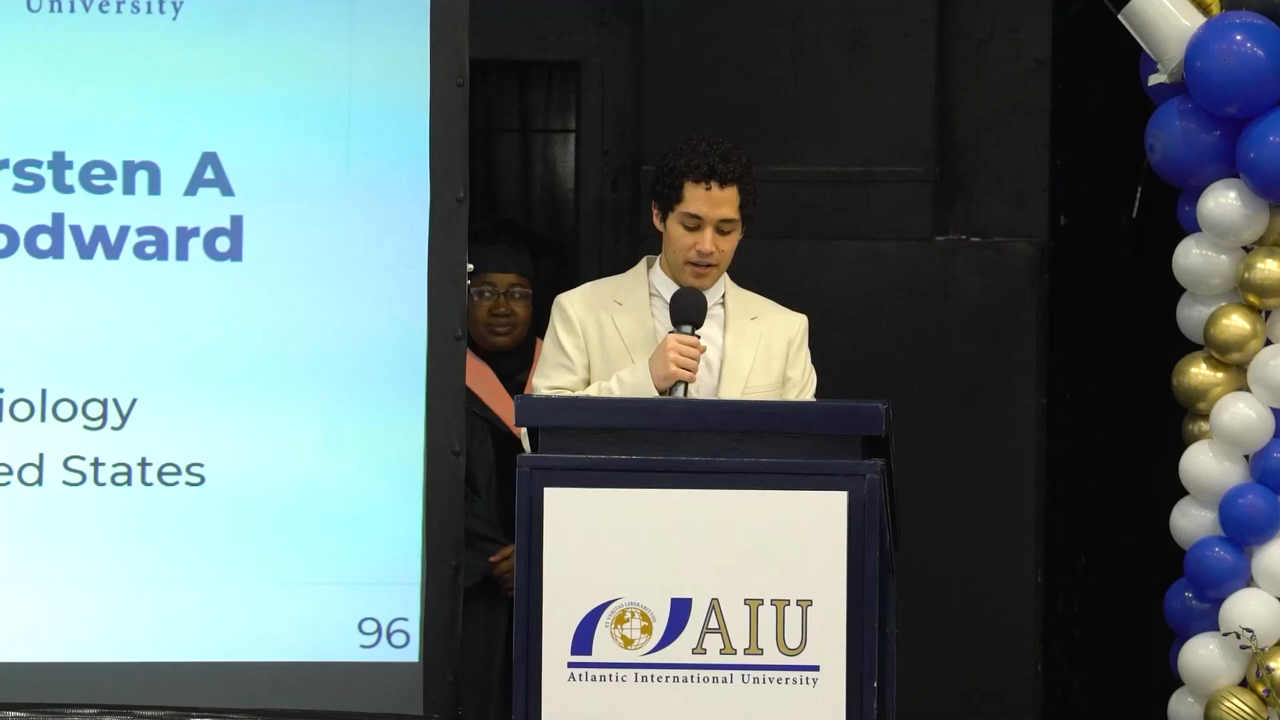 University
rsten A
odward
iology
ed States
96
AIU
Atlantic International University